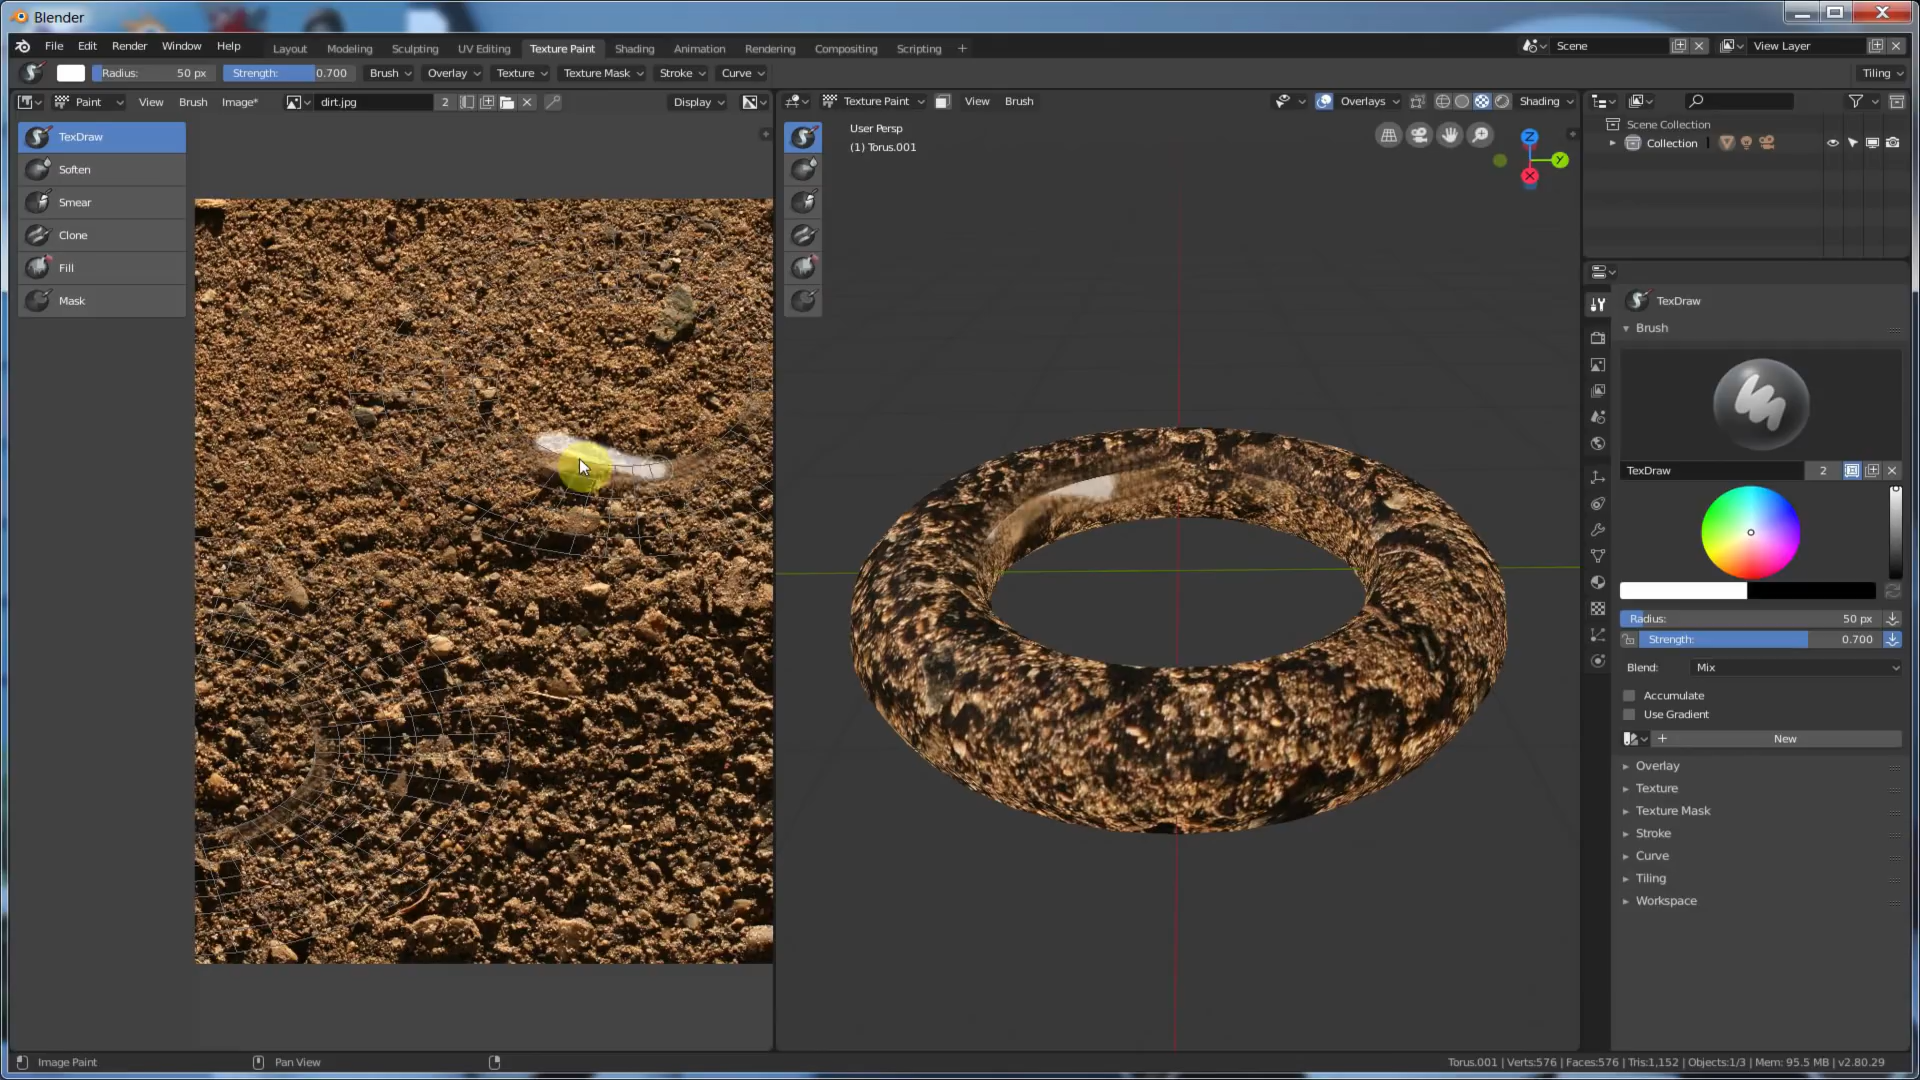 Blender
File Edit Render Window Help Layout Modeling Sculpting UV Editing Texture Paint Shading Animation Rendering Compositing Scripting + Scene View Layer
Radius: 50 px Strength: 0.700 Brush Overlay Texture Texture Mask Stroke Curve Tiling
Paint View Brush Image* dirt.jpg 2 Display Texture Paint View Brush Overlays Shading
TexDraw
Soften
Smear
Clone
Fill
Mask
User Persp
(1) Torus.001
Z
Y
X
Scene Collection
Collection
TexDraw
Brush
TexDraw 2
Radius: 50 px
Strength: 0.700
Blend: Mix
Accumulate
Use Gradient
+ New
Overlay
Texture
Texture Mask
Stroke
Curve
Tiling
Workspace
Image Paint Pan View Torus.001 | Verts:576 | Faces:576 | Tris:1,152 | Objects:1/3 | Mem: 95.5 MB | v2.80.29